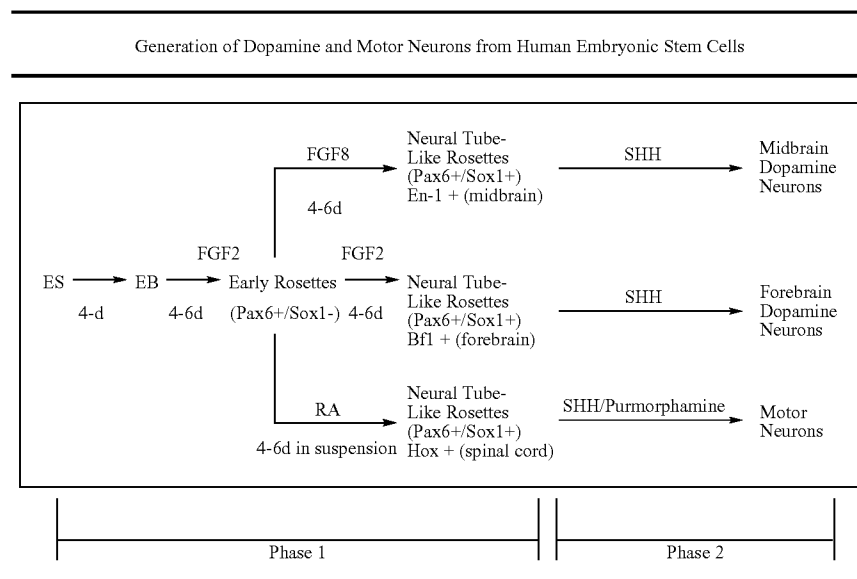 Generation of Dopamine and Motor Neurons from Human Embryonic Stem Cells
FGF8
4-6d
Neural Tube-
Like Rosettes
(Pax6+/Sox1+)
En-1 + (midbrain)
SHH
Midbrain
Dopamine
Neurons
ES
4-d
EB
FGF2
4-6d
Early Rosettes
(Pax6+/Sox1-)
FGF2
4-6d
Neural Tube-
Like Rosettes
(Pax6+/Sox1+)
Bf1 + (forebrain)
SHH
Forebrain
Dopamine
Neurons
RA
4-6d in suspension
Neural Tube-
Like Rosettes
(Pax6+/Sox1+)
Hox + (spinal cord)
SHH/Purmorphamine
Motor
Neurons
Phase 1
Phase 2